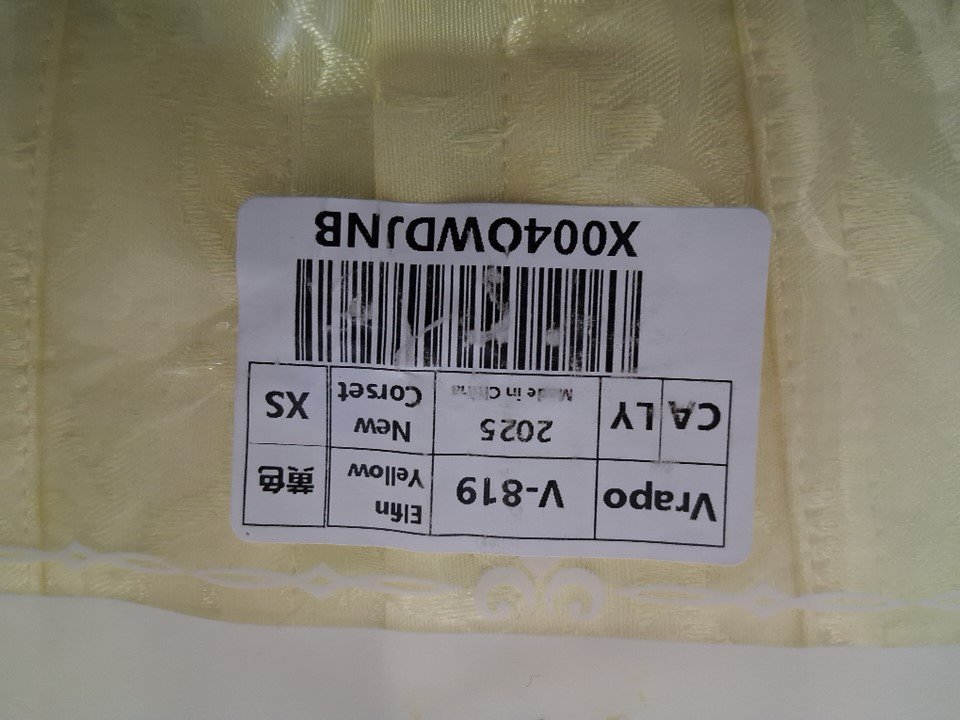 Vrapo
V-819
Elfin
Yellow
黄色
CA
LY
2025
Made in China
New
Corset
XS
X004OWDJNB